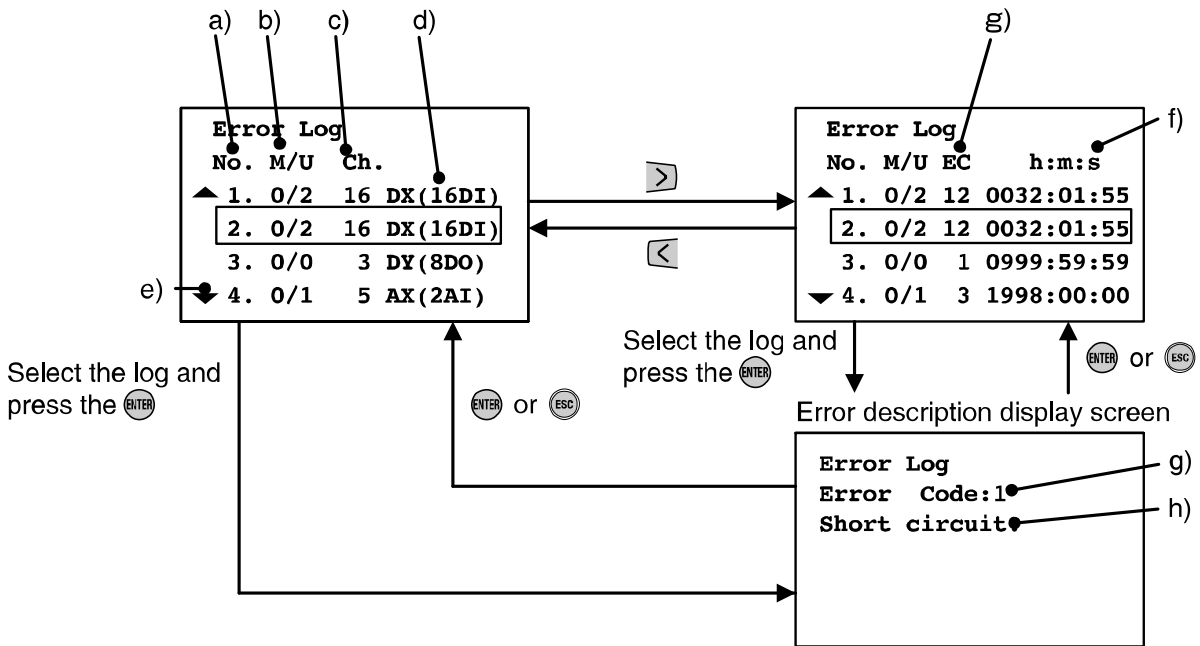 a)
b)
c)
d)
Error Log
No. M/U Ch.
1. 0/2 16 DX(16DI)
2. 0/2 16 DX(16DI)
3. 0/0 3 DY(8DO)
4. 0/1 5 AX(2AI)
e)
g)
f)
Error Log
No. M/U EC h:m:s
1. 0/2 12 0032:01:55
2. 0/2 12 0032:01:55
3. 0/0 1 0999:59:59
4. 0/1 3 1998:00:00
Select the log and
press the ENTER
ENTER or ESC
Select the log and
press the ENTER
ENTER or ESC
Error description display screen
Error Log
Error Code:1
Short circuit.
g)
h)